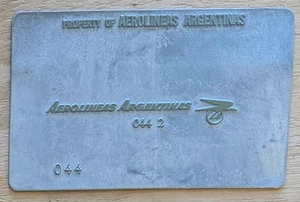 PROPERTY OF AEROLINEAS ARGENTINAS
AEROLINEAS ARGENTINAS
044 2
044